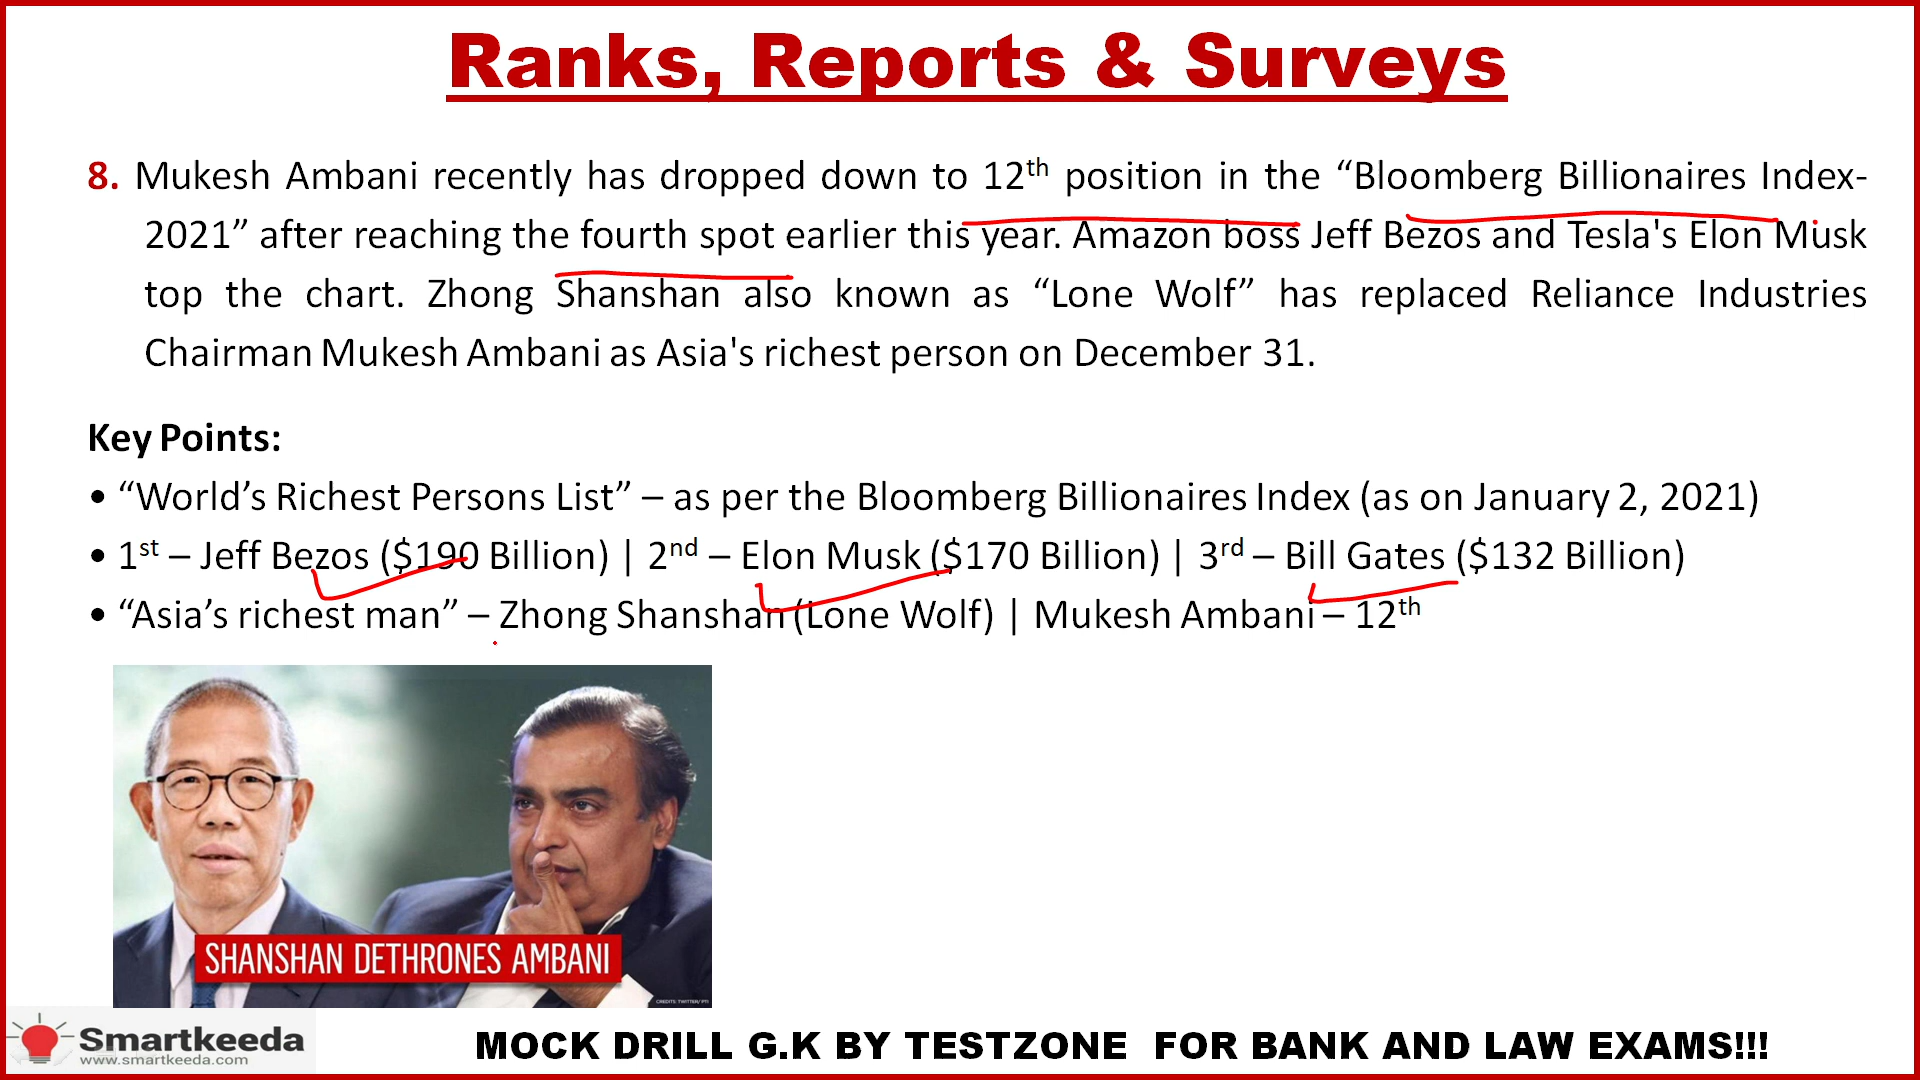 Ranks, Reports & Surveys
8. Mukesh Ambani recently has dropped down to 12th position in the “Bloomberg Billionaires Index-
2021” after reaching the fourth spot earlier this year. Amazon boss Jeff Bezos and Tesla's Elon Musk
top the chart. Zhong Shanshan also known as “Lone Wolf” has replaced Reliance Industries
Chairman Mukesh Ambani as Asia's richest person on December 31.
Key Points:
• “World’s Richest Persons List” – as per the Bloomberg Billionaires Index (as on January 2, 2021)
• 1st – Jeff Bezos ($190 Billion) | 2nd – Elon Musk ($170 Billion) | 3rd – Bill Gates ($132 Billion)
• “Asia’s richest man” – Zhong Shanshan (Lone Wolf) | Mukesh Ambani – 12th
SHANSHAN DETHRONES AMBANI
CREDITS: TWITTER/ PTI
Smartkeeda
www.smartkeeda.com
MOCK DRILL G.K BY TESTZONE FOR BANK AND LAW EXAMS!!!